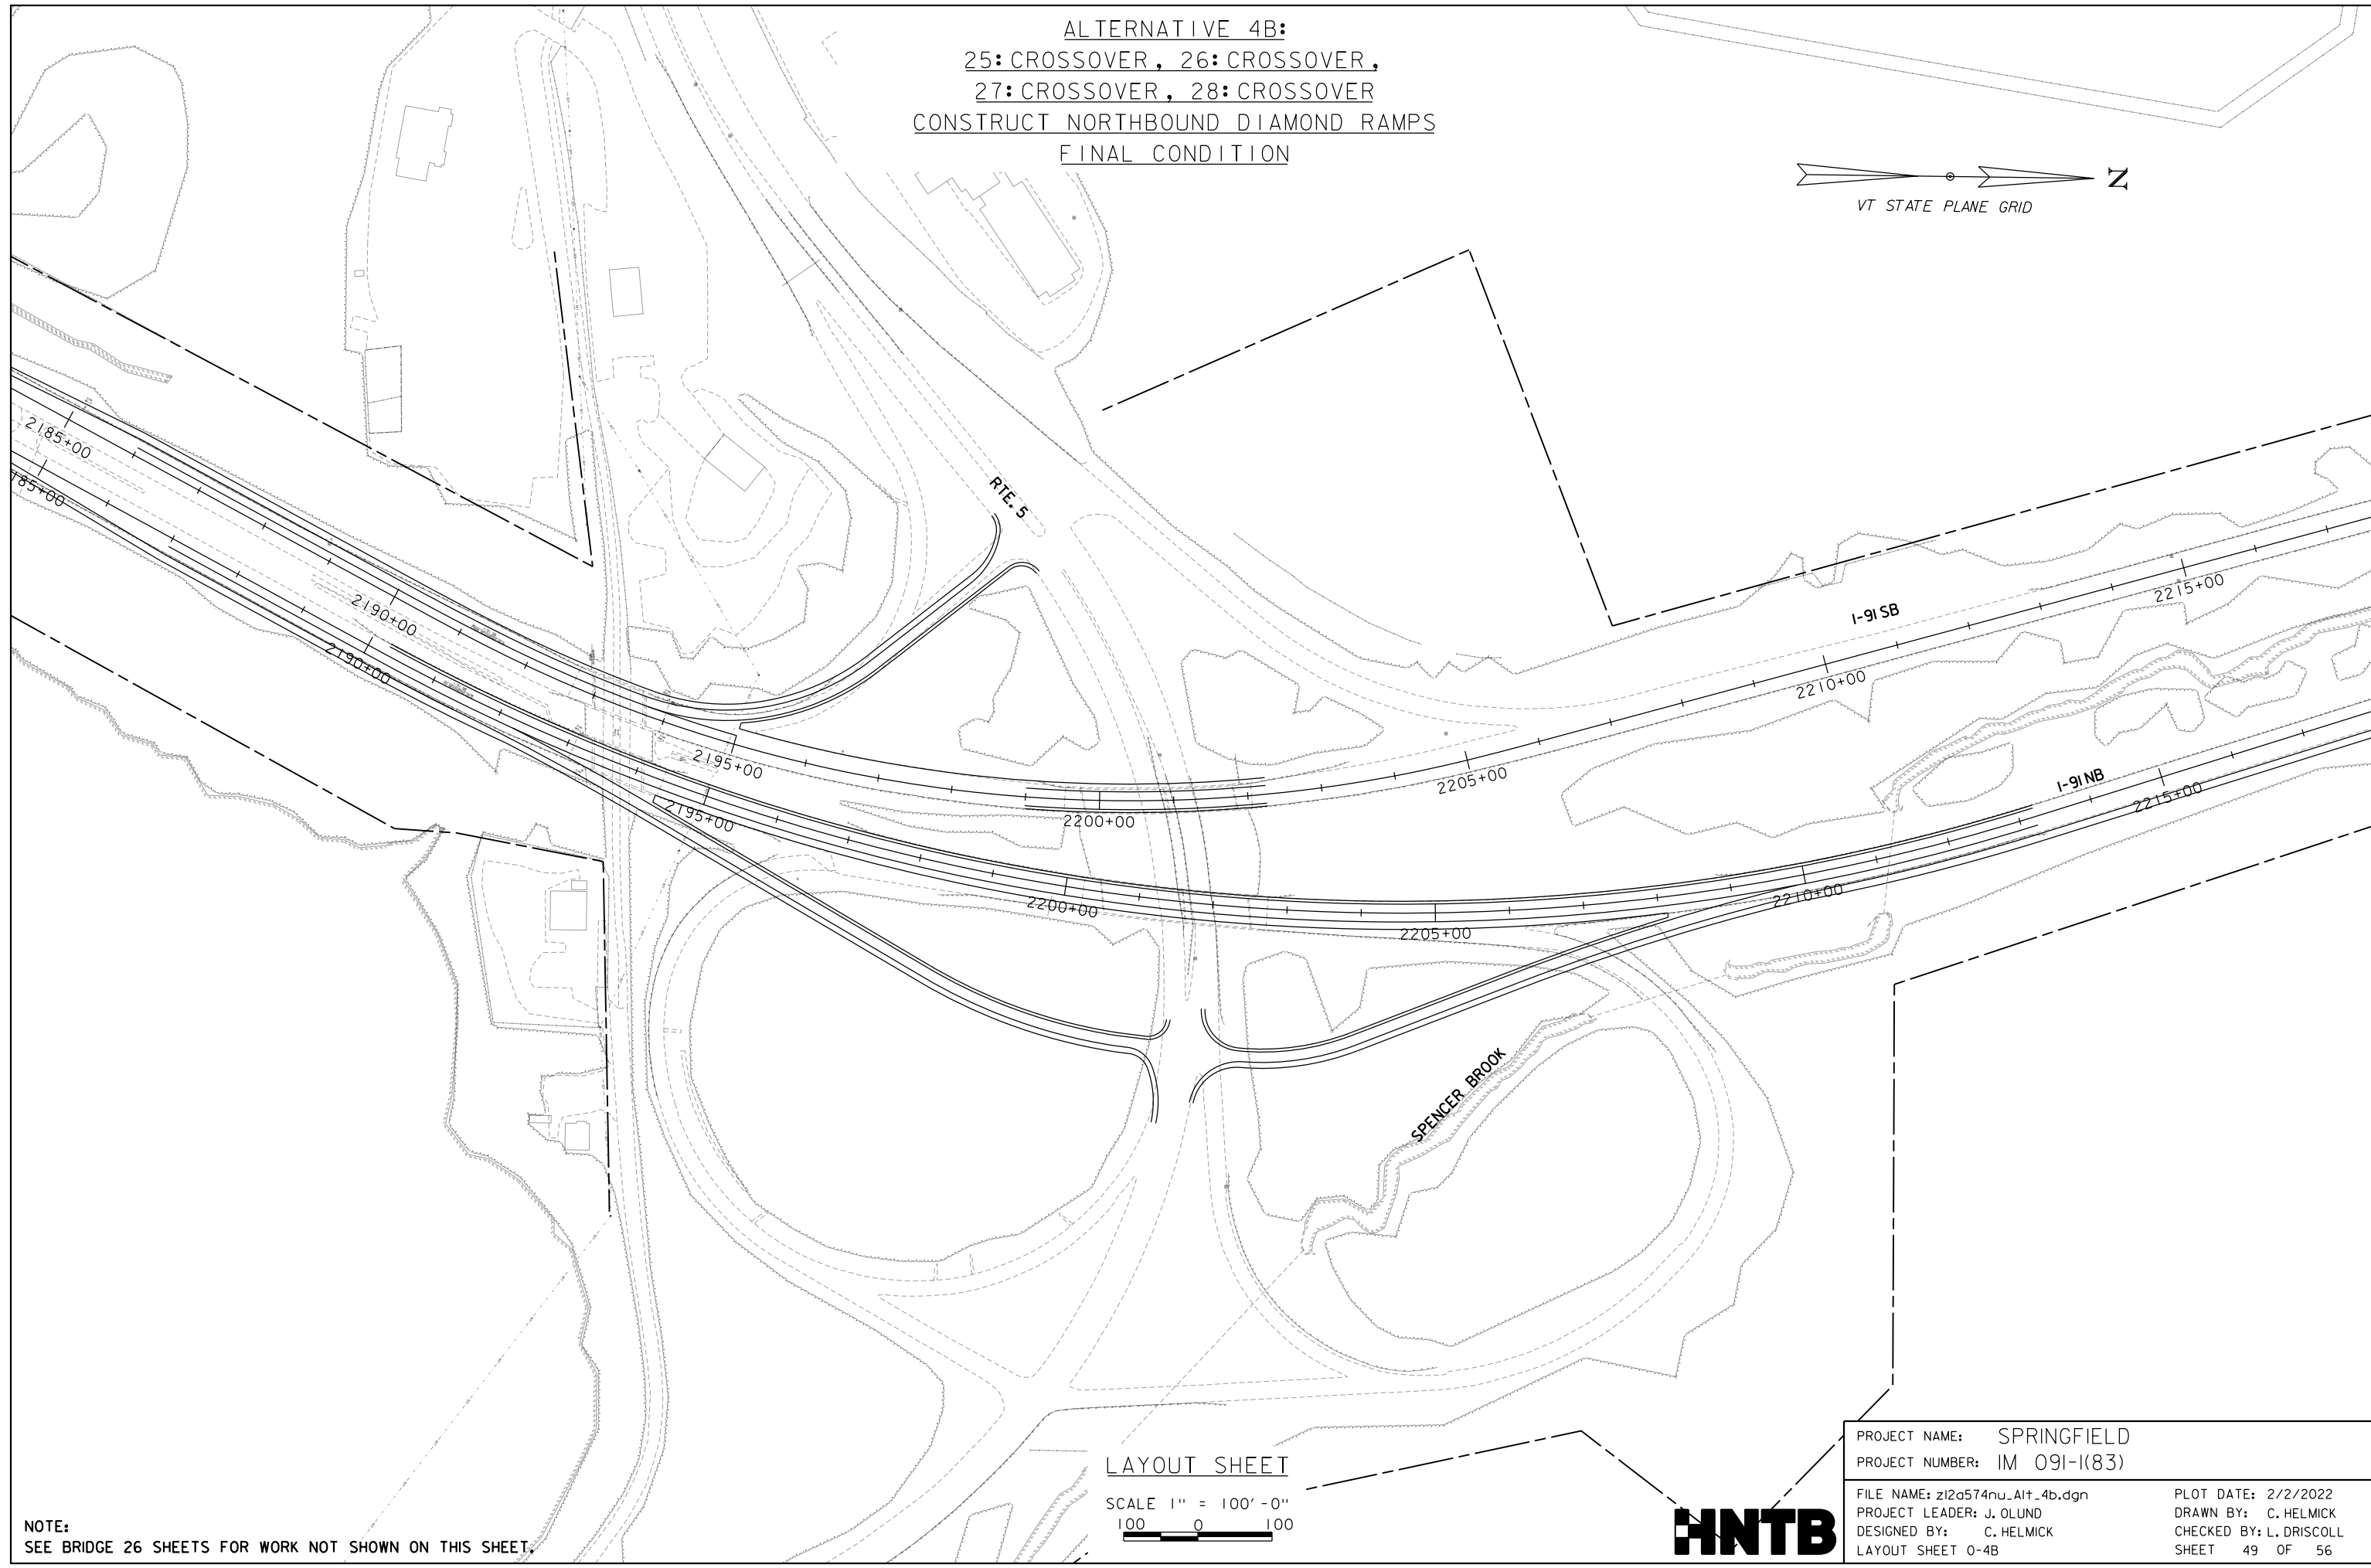 ALTERNATIVE 4B:
25: CROSSOVER, 26: CROSSOVER,
27: CROSSOVER, 28: CROSSOVER
CONSTRUCT NORTHBOUND DIAMOND RAMPS
FINAL CONDITION
N
VT STATE PLANE GRID
2185+00
2185+00
RTE. 5
2190+00
2190+00
2195+00
2195+00
2200+00
2200+00
2205+00
2205+00
I-91 SB
2210+00
2210+00
2215+00
2215+00
I-91 NB
SPENCER BROOK
LAYOUT SHEET
SCALE 1" = 100'-0"
100 0 100
NOTE:
SEE BRIDGE 26 SHEETS FOR WORK NOT SHOWN ON THIS SHEET.
HNTB
PROJECT NAME: SPRINGFIELD
PROJECT NUMBER: IM 091-1(83)
FILE NAME: z12a574nu_Alt_4b.dgn PLOT DATE: 2/2/2022
PROJECT LEADER: J. OLUND DRAWN BY: C. HELMICK
DESIGNED BY: C. HELMICK CHECKED BY: L. DRISCOLL
LAYOUT SHEET 0-4B SHEET 49 OF 56